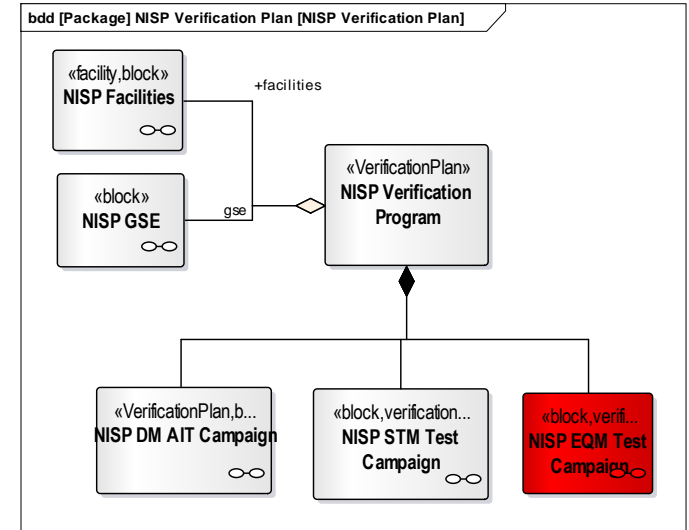 bdd [Package] NISP Verification Plan [NISP Verification Plan]
«facility,block»
NISP Facilities
+facilities
«block»
NISP GSE
gse
«VerificationPlan»
NISP Verification
Program
«VerificationPlan,b...
NISP DM AIT Campaign
«block,verification...
NISP STM Test
Campaign
«block,verifi...
NISP EQM Test
Campaign